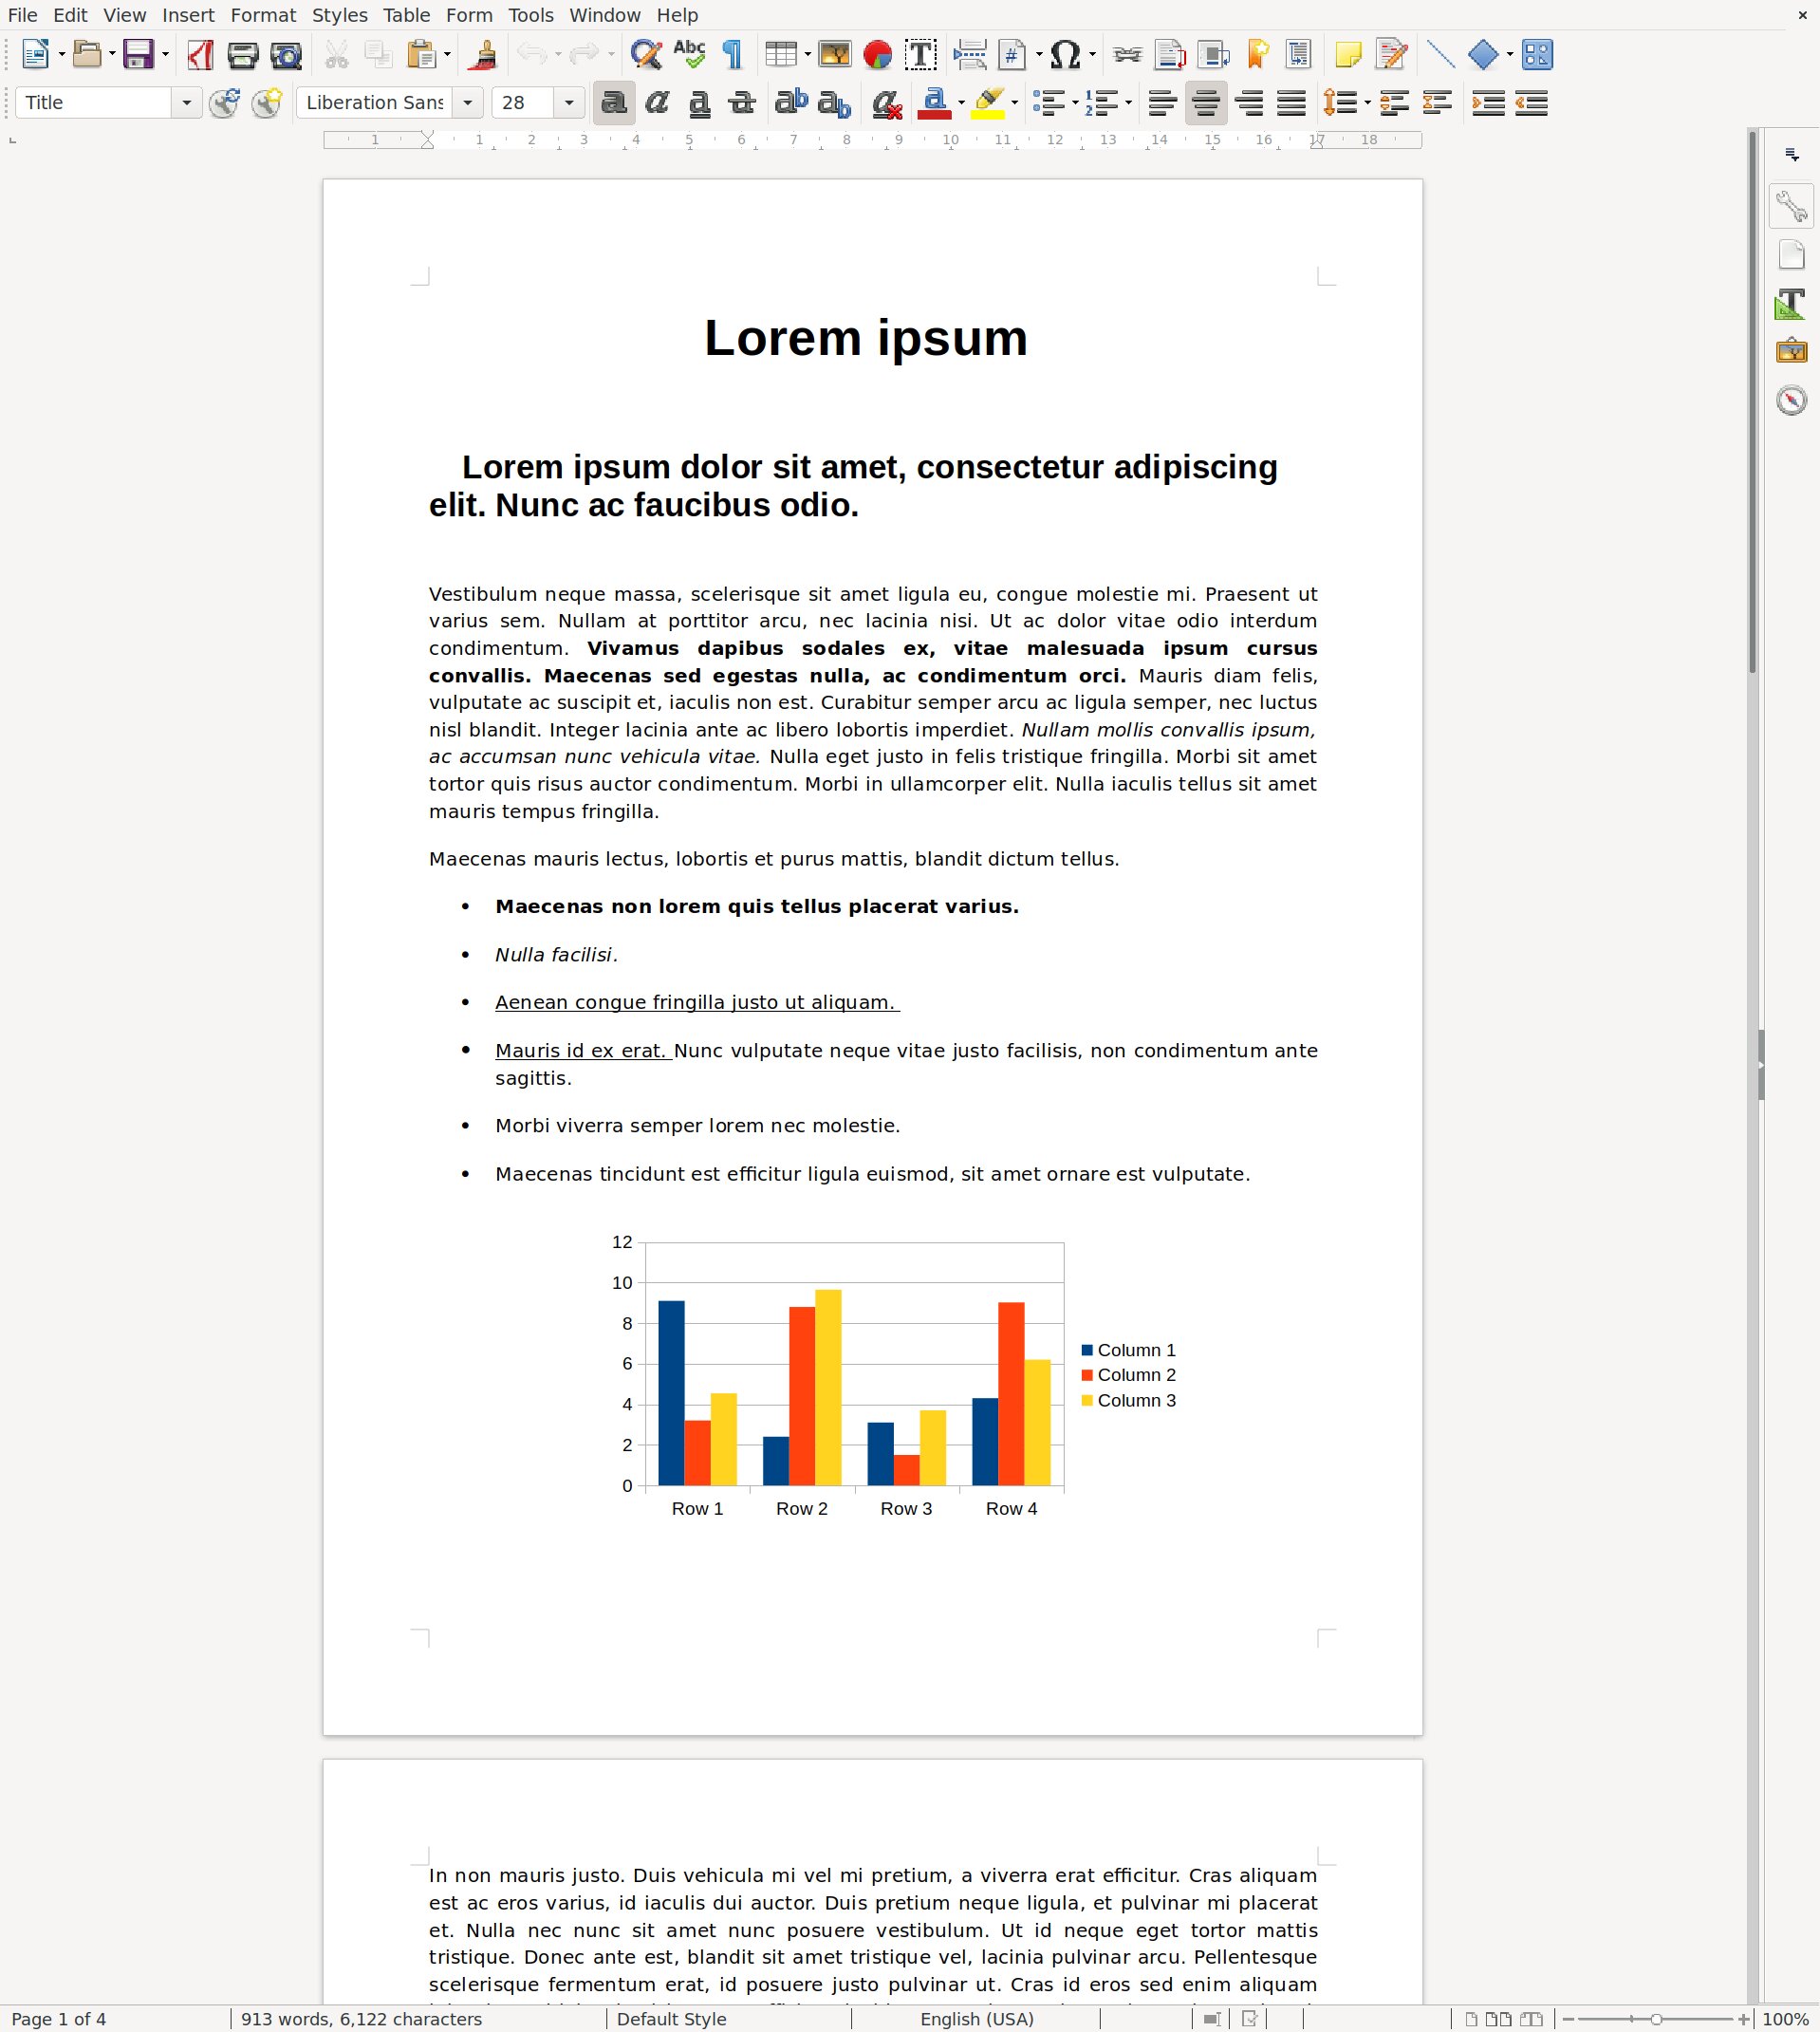 File Edit View Insert Format Styles Table Form Tools Window Help
Title Liberation Sans 28
1 1 2 3 4 5 6 7 8 9 10 11 12 13 14 15 16 17 18
Lorem ipsum
Lorem ipsum dolor sit amet, consectetur adipiscing
elit. Nunc ac faucibus odio.
Vestibulum neque massa, scelerisque sit amet ligula eu, congue molestie mi. Praesent ut
varius sem. Nullam at porttitor arcu, nec lacinia nisi. Ut ac dolor vitae odio interdum
condimentum. Vivamus dapibus sodales ex, vitae malesuada ipsum cursus
convallis. Maecenas sed egestas nulla, ac condimentum orci. Mauris diam felis,
vulputate ac suscipit et, iaculis non est. Curabitur semper arcu ac ligula semper, nec luctus
nisl blandit. Integer lacinia ante ac libero lobortis imperdiet. Nullam mollis convallis ipsum,
ac accumsan nunc vehicula vitae. Nulla eget justo in felis tristique fringilla. Morbi sit amet
tortor quis risus auctor condimentum. Morbi in ullamcorper elit. Nulla iaculis tellus sit amet
mauris tempus fringilla.
Maecenas mauris lectus, lobortis et purus mattis, blandit dictum tellus.
• Maecenas non lorem quis tellus placerat varius.
• Nulla facilisi.
• Aenean congue fringilla justo ut aliquam.
• Mauris id ex erat. Nunc vulputate neque vitae justo facilisis, non condimentum ante
sagittis.
• Morbi viverra semper lorem nec molestie.
• Maecenas tincidunt est efficitur ligula euismod, sit amet ornare est vulputate.
12
10
8
6
4
2
0
Row 1 Row 2 Row 3 Row 4
Column 1
Column 2
Column 3
In non mauris justo. Duis vehicula mi vel mi pretium, a viverra erat efficitur. Cras aliquam
est ac eros varius, id iaculis dui auctor. Duis pretium neque ligula, et pulvinar mi placerat
et. Nulla nec nunc sit amet nunc posuere vestibulum. Ut id neque eget tortor mattis
tristique. Donec ante est, blandit sit amet tristique vel, lacinia pulvinar arcu. Pellentesque
scelerisque fermentum erat, id posuere justo pulvinar ut. Cras id eros sed enim aliquam
Page 1 of 4 913 words, 6,122 characters Default Style English (USA) 100%